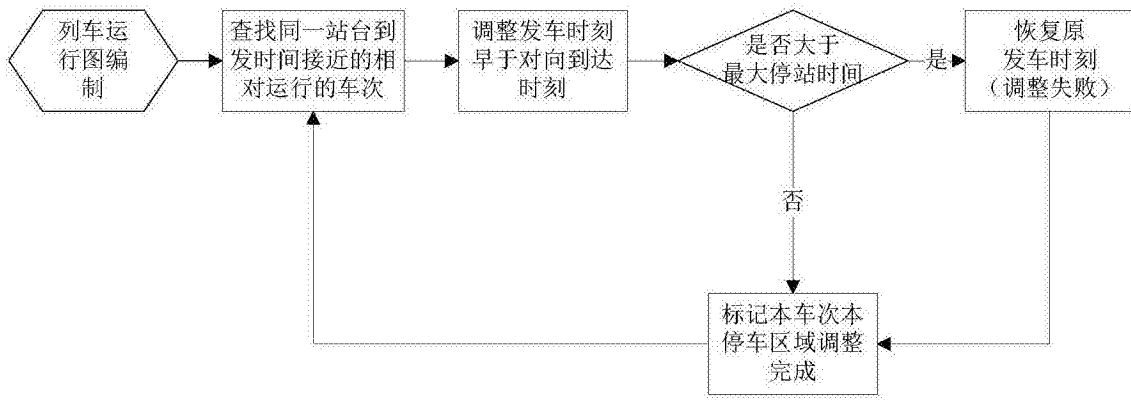 列车运
行图编
制
查找同一站台到
发时间接近的相
对运行的车次
调整发车时刻
早于对向到达
时刻
是否大于
最大停站时间
是
恢复原
发车时刻
（调整失败）
否
标记本车次本
停车区域调整
完成